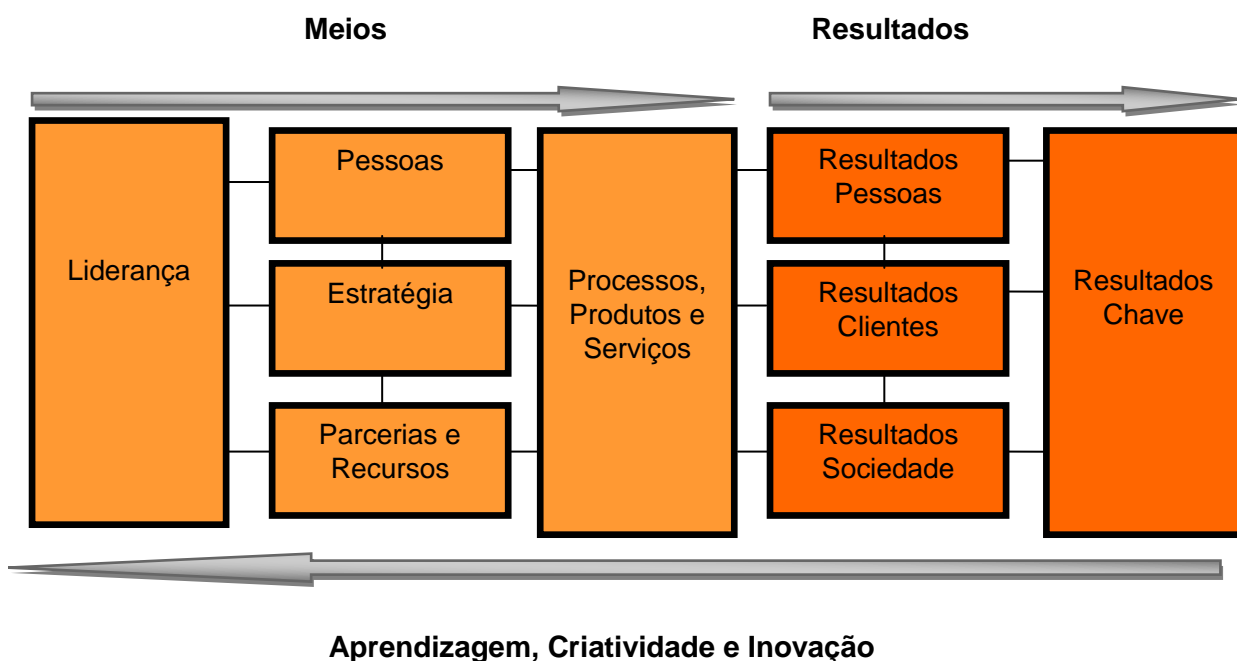 Meios
Resultados
Liderança
Pessoas
Estratégia
Parcerias e
Recursos
Processos,
Produtos e
Serviços
Resultados
Pessoas
Resultados
Clientes
Resultados
Sociedade
Resultados
Chave
Aprendizagem, Criatividade e Inovação